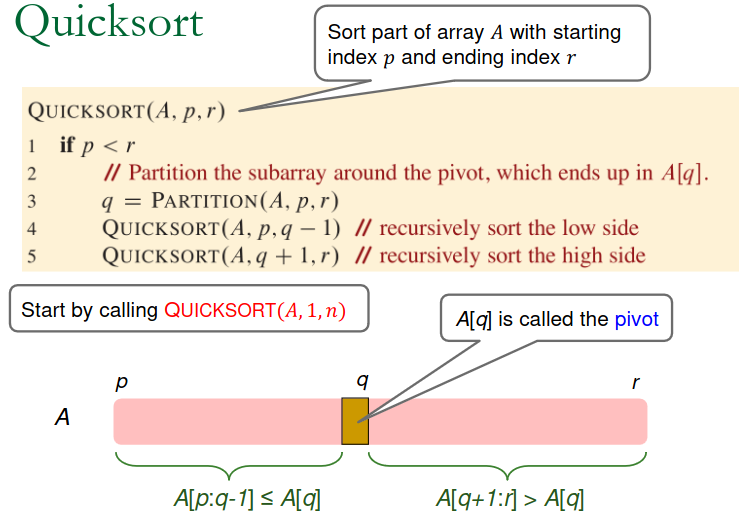 Quicksort
Sort part of array A with starting
index p and ending index r
QUICKSORT(A, p, r)
1 if p < r
2 // Partition the subarray around the pivot, which ends up in A[q].
3 q = PARTITION(A, p, r)
4 QUICKSORT(A, p, q − 1) // recursively sort the low side
5 QUICKSORT(A, q + 1, r) // recursively sort the high side
Start by calling QUICKSORT(A, 1, n)
A[q] is called the pivot
p q r
A
A[p:q-1] ≤ A[q] A[q+1:r] > A[q]